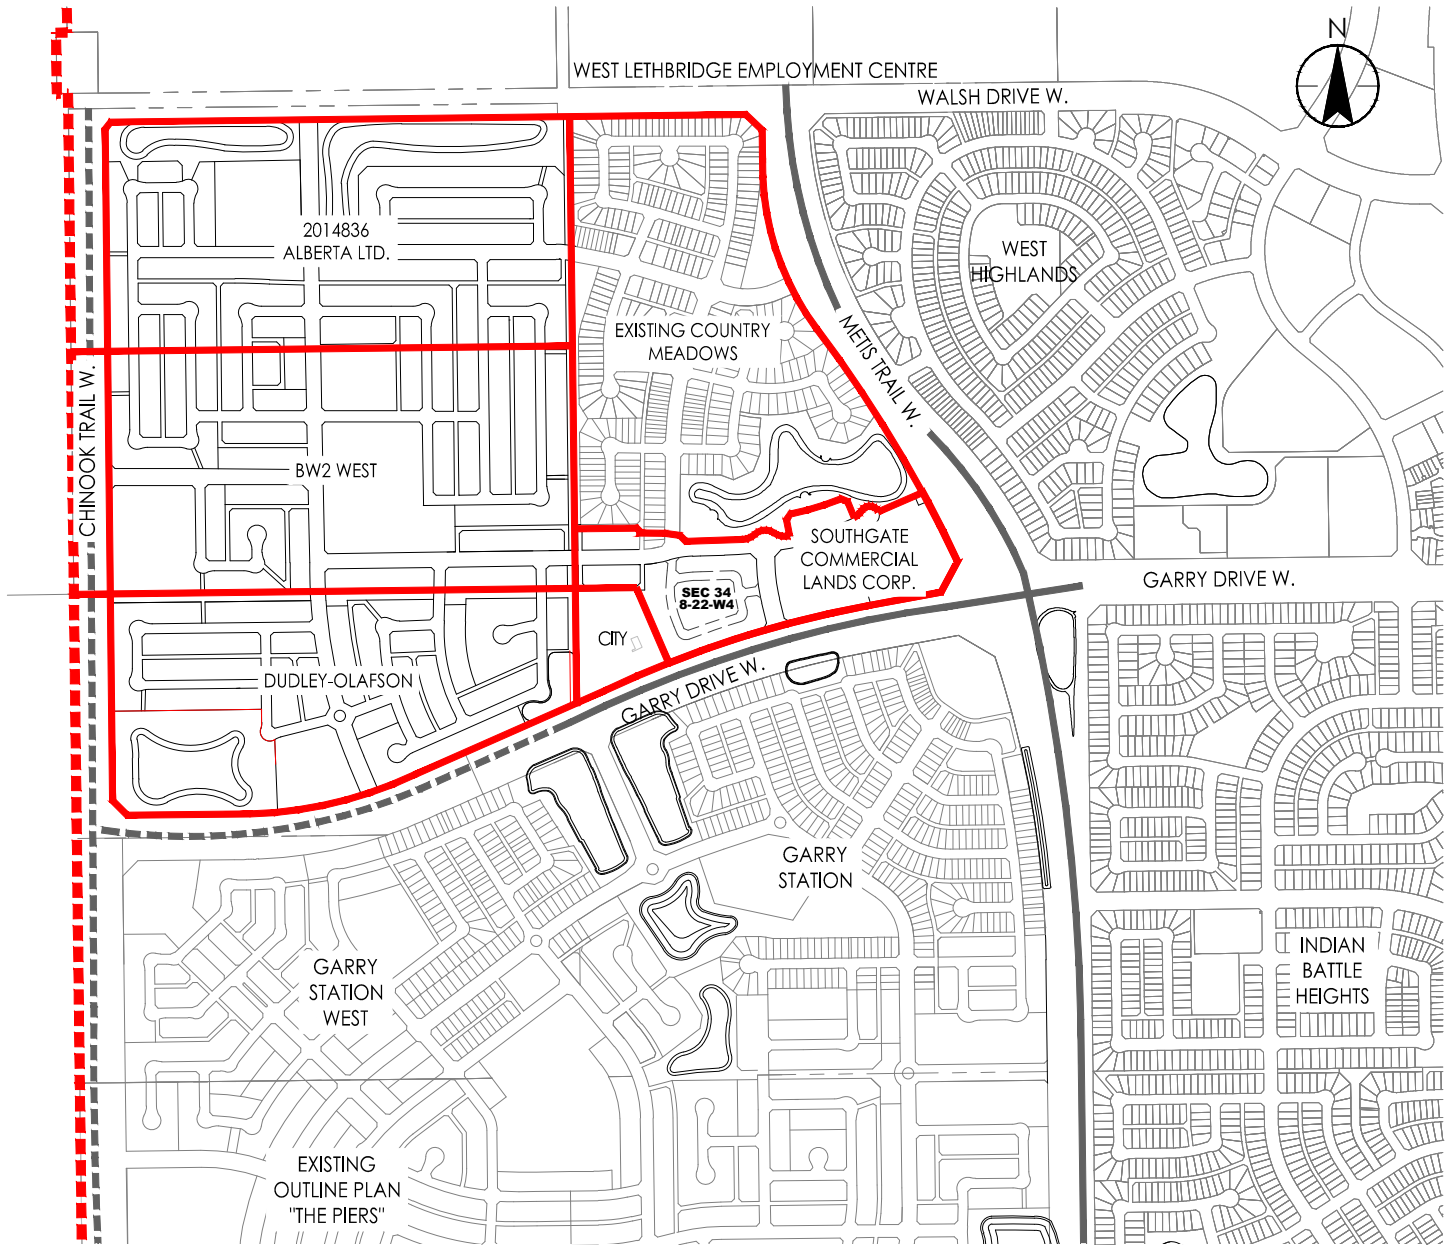 N
WEST LETHBRIDGE EMPLOYMENT CENTRE
WALSH DRIVE W.
2014836
ALBERTA LTD.
WEST
HIGHLANDS
EXISTING COUNTRY
MEADOWS
METIS TRAIL W.
CHINOOK TRAIL W.
BW2 WEST
SOUTHGATE
COMMERCIAL
LANDS CORP.
GARRY DRIVE W.
SEC 34
8-22-W4
CITY
DUDLEY-OLAFSON
GARRY DRIVE W.
GARRY
STATION
GARRY
STATION
WEST
INDIAN
BATTLE
HEIGHTS
EXISTING
OUTLINE PLAN
"THE PIERS"